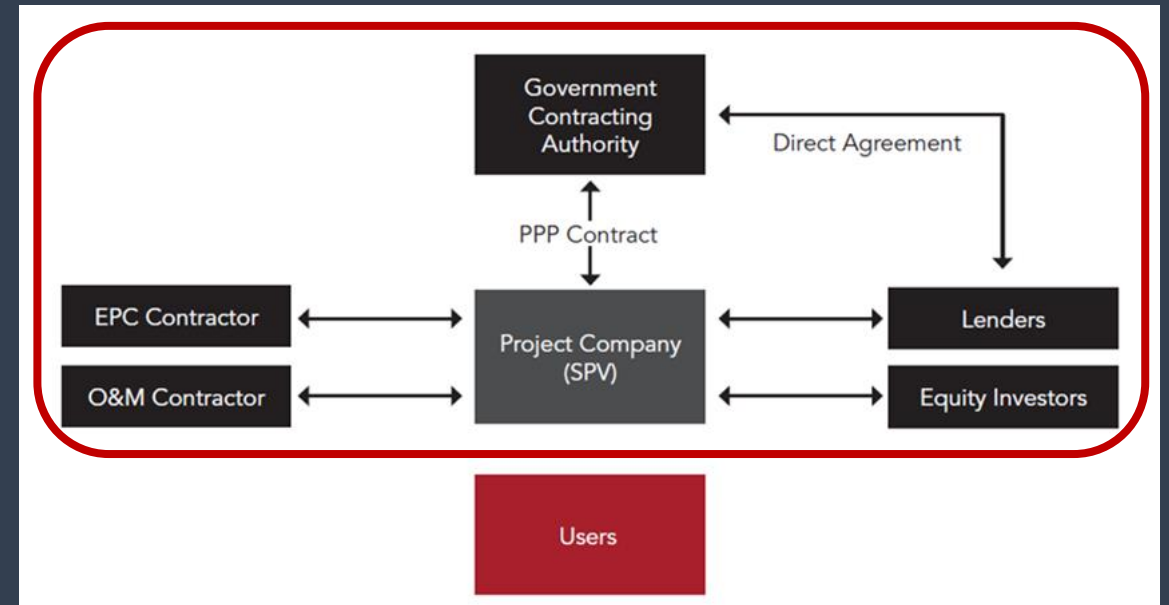 Government
Contracting
Authority
Direct Agreement
PPP Contract
EPC Contractor
Project Company
(SPV)
Lenders
O&M Contractor
Equity Investors
Users